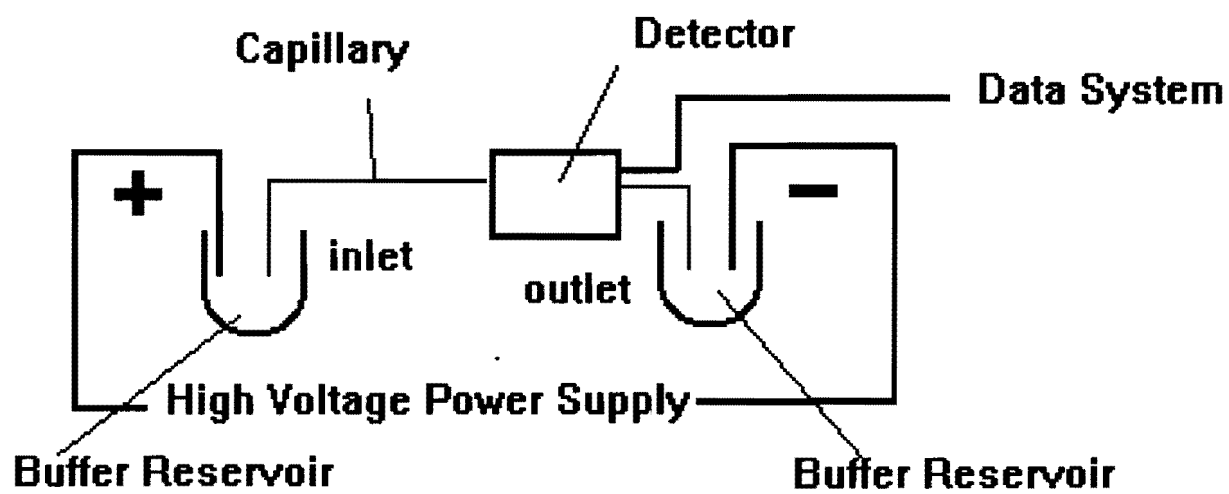 Detector
Capillary
Data System
+
−
inlet
outlet
High Voltage Power Supply
Buffer Reservoir
Buffer Reservoir